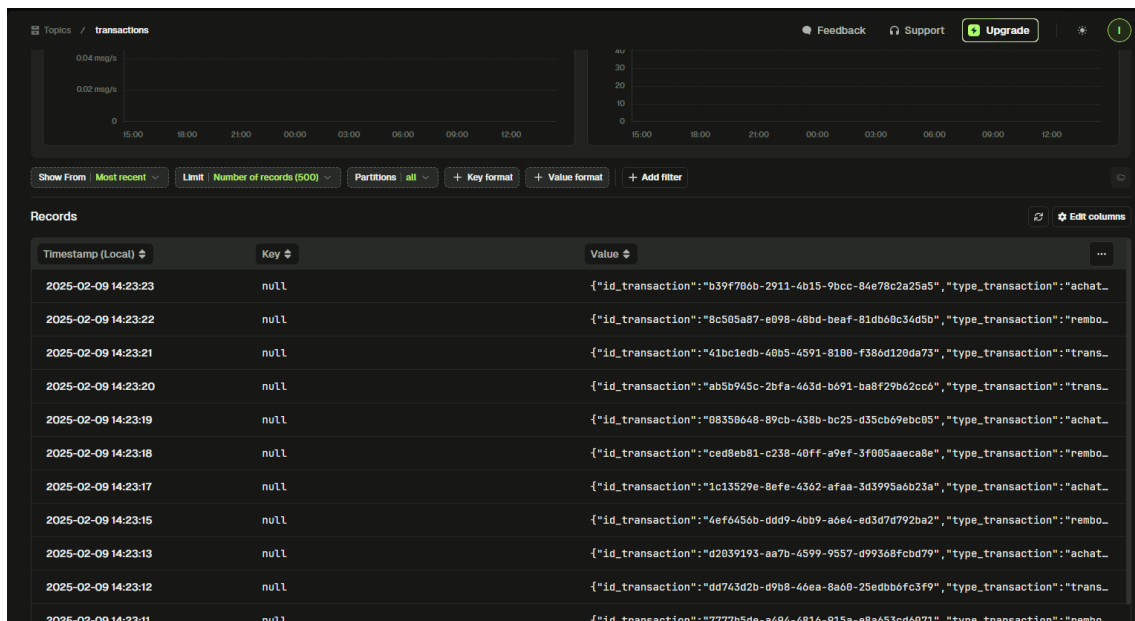 Topics / transactions
Feedback Support Upgrade I
0.04 msg/s
0.02 msg/s
0
15:00 18:00 21:00 00:00 03:00 06:00 09:00 12:00
40
30
20
10
0
15:00 18:00 21:00 00:00 03:00 06:00 09:00 12:00
Show From Most recent Limit Number of records (500) Partitions all + Key format + Value format + Add filter
Records
Edit columns
Timestamp (Local) Key Value ...
2025-02-09 14:23:23 null {"id_transaction":"b39f706b-2911-4b15-9bcc-84e78c2a25a5","type_transaction":"achat…
2025-02-09 14:23:22 null {"id_transaction":"8c505a87-e098-48bd-beaf-81db60c34d5b","type_transaction":"rembo…
2025-02-09 14:23:21 null {"id_transaction":"41bc1edb-40b5-4591-8100-f386d120da73","type_transaction":"trans…
2025-02-09 14:23:20 null {"id_transaction":"ab5b945c-2bfa-463d-b691-ba8f29b62cc6","type_transaction":"trans…
2025-02-09 14:23:19 null {"id_transaction":"08350648-89cb-438b-bc25-d35cb69ebc05","type_transaction":"achat…
2025-02-09 14:23:18 null {"id_transaction":"ced8eb81-c238-40ff-a9ef-3f005aaeca8e","type_transaction":"rembo…
2025-02-09 14:23:17 null {"id_transaction":"1c13529e-8efe-4362-afaa-3d3995a6b23a","type_transaction":"achat…
2025-02-09 14:23:15 null {"id_transaction":"4ef6456b-ddd9-4bb9-a6e4-ed3d7d792ba2","type_transaction":"rembo…
2025-02-09 14:23:13 null {"id_transaction":"d2039193-aa7b-4599-9557-d99368fcbd79","type_transaction":"achat…
2025-02-09 14:23:12 null {"id_transaction":"dd743d2b-d9b8-46ea-8a60-25edbb6fc3f9","type_transaction":"trans…
2025-02-09 14:23:11 null {"id_transaction":"7777b5de-a494-4816-915a-e8a653cd6071","type_transaction":"rembo…